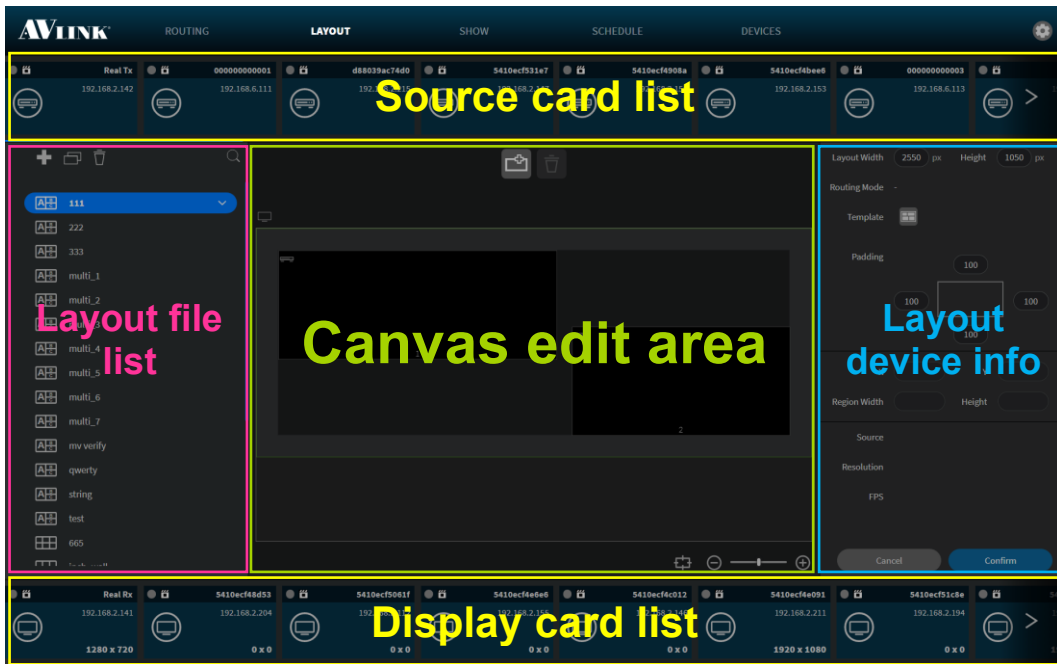 AVLINK
ROUTING LAYOUT SHOW SCHEDULE DEVICES
Real Tx 000000000001 d88039ac74d0 5410ecf531e7 5410ecf4908a 5410ecf4bee6 000000000003
192.168.2.142 192.168.6.111 192.168.2.153 192.168.6.113
Source card list
Layout Width 2550 px Height 1050 px
111
Routing Mode -
222
Template
333
Padding 100
multi_1
multi_2
100 100
Layout file
list
Canvas edit area
Layout
device info
100
multi_4
multi_5
multi_6
Region Width Height
multi_7
2
mv verify
Source
qwerty
Resolution
string
FPS
test
665
Cancel Confirm
Real Rx 5410ecf48d53 5410ecf5061f 5410ecf4e6e6 5410ecf4c012 5410ecf4e091 5410ecf51c8e
192.168.2.141 192.168.2.204 192.168.2.211 192.168.2.194
Display card list
1280 x 720 0 x 0 0 x 0 0 x 0 0 x 0 1920 x 1080 0 x 0